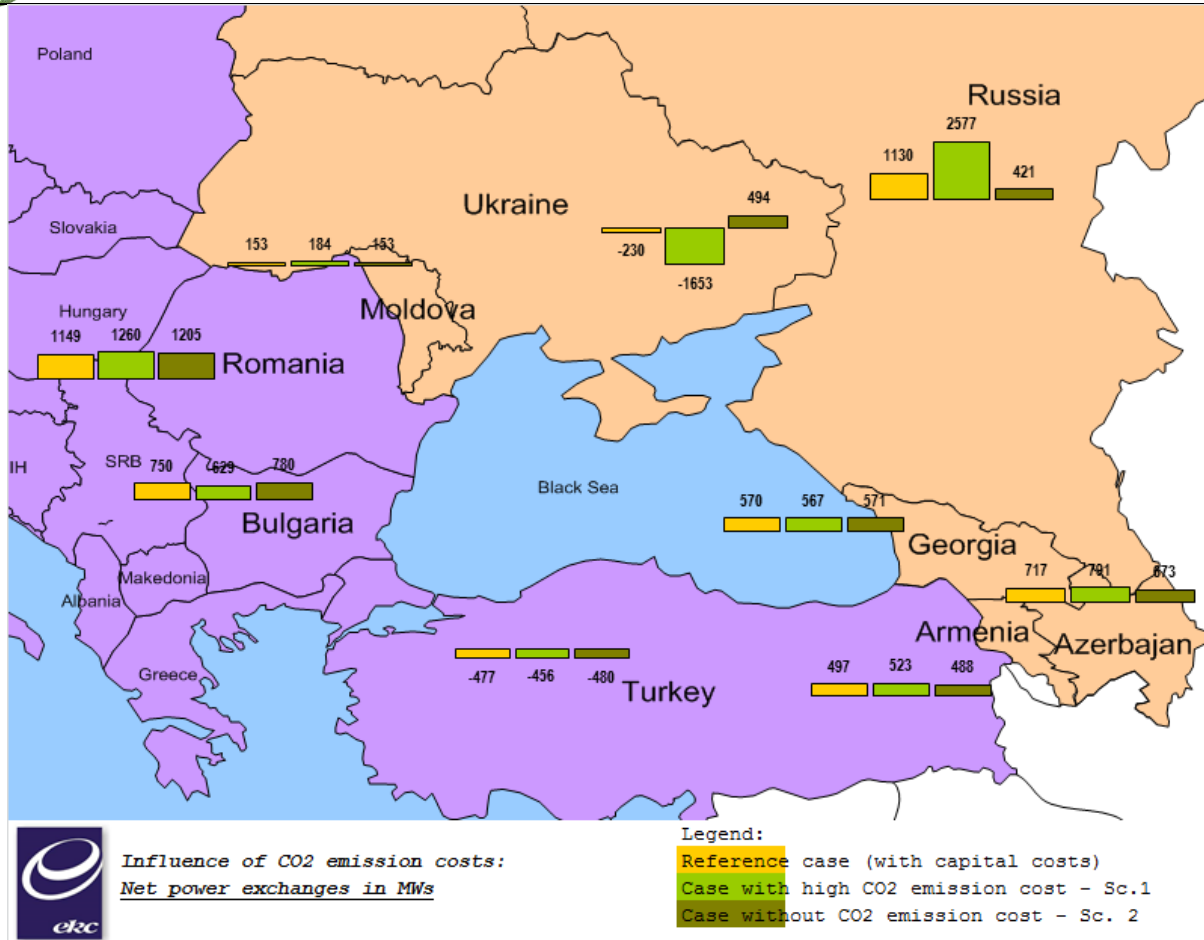 Poland
Russia
2577
1130
421
Ukraine
494
Slovakia
153
184
153
-230
-1653
Moldova
Hungary
1149
1260
1205
Romania
SRB
750
629
780
IH
Black Sea
Bulgaria
570
567
571
Georgia
Makedonia
717
791
673
Albania
Armenia
Azerbajan
Greece
-477
-456
-480
Turkey
497
523
488
Legend:
Influence of CO2 emission costs:
Net power exchanges in MWs
Reference case (with capital costs)
Case with high CO2 emission cost - Sc.1
Case without CO2 emission cost - Sc. 2
ekc